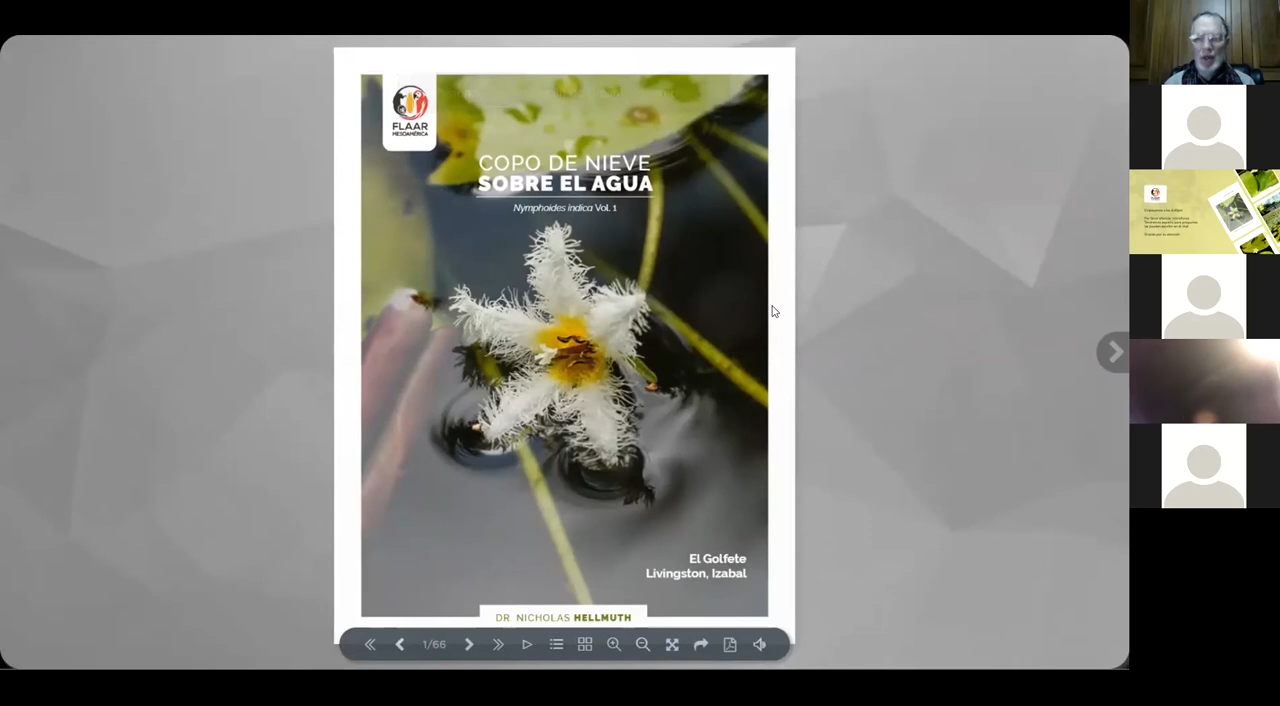 FLAAR
MESOAMÉRICA
COPO DE NIEVE
SOBRE EL AGUA
Nymphoides indica Vol. 1
El Golfete
Livingston, Izabal
DR NICHOLAS HELLMUTH
1/66